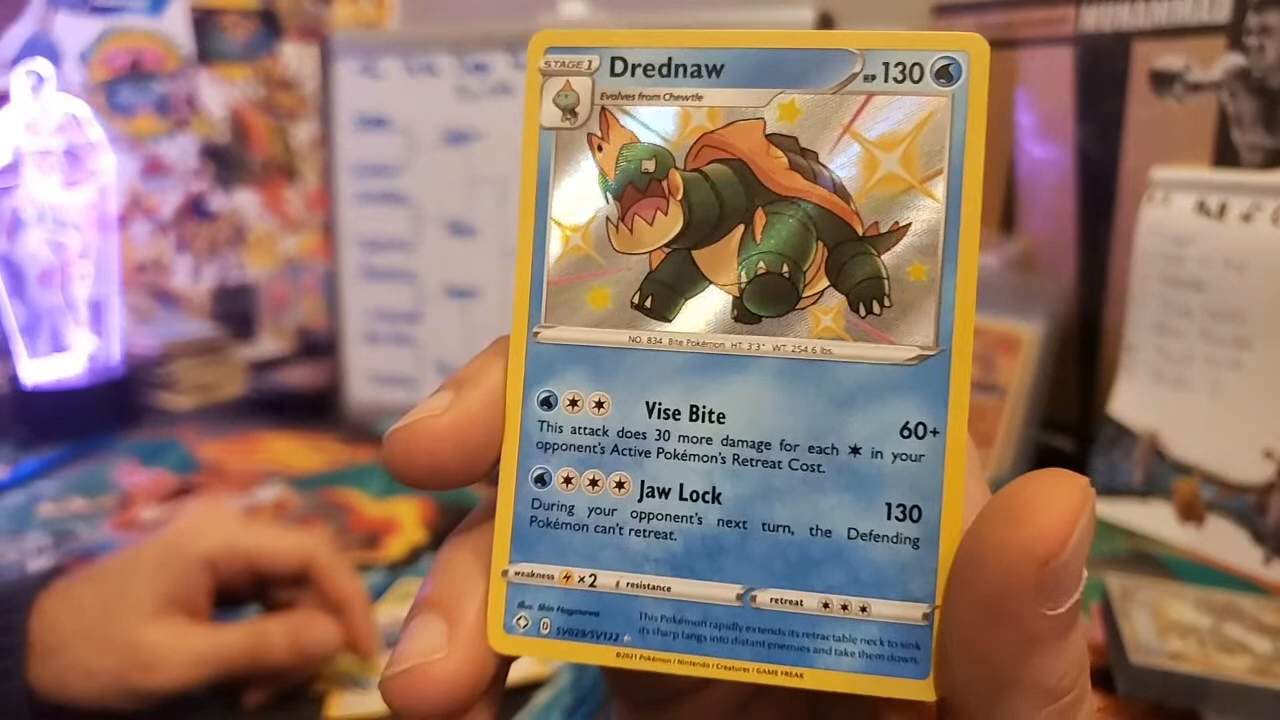 MUHAMMAD
STAGE 1
Drednaw
HP 130
Evolves from Chewtle
NO. 834 Bite Pokémon HT: 3'3" WT: 254.6 lbs.
Vise Bite 60+
This attack does 30 more damage for each ✶ in your
opponent's Active Pokémon's Retreat Cost.
Jaw Lock 130
During your opponent's next turn, the Defending
Pokémon can't retreat.
weakness ×2 resistance
retreat
Illus. Shin Nagasawa
D SV029/SV122
This Pokémon rapidly extends its retractable neck to sink
its sharp fangs into distant enemies and take them down.
©2021 Pokémon / Nintendo / Creatures / GAME FREAK